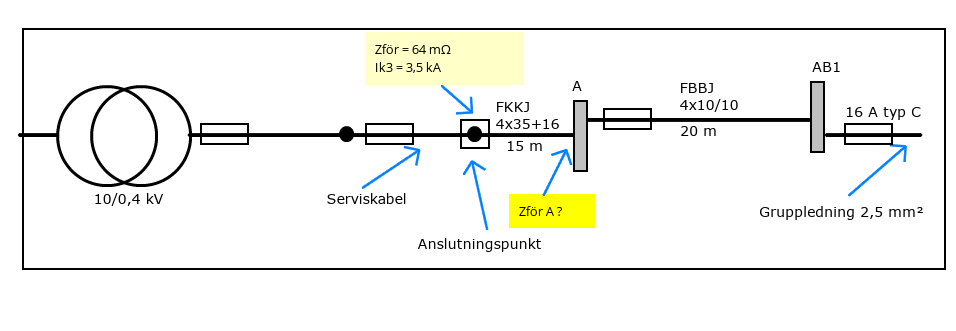 Zför = 64 mΩ
Ik3 = 3,5 kA
A
FKKJ
4x35+16
15 m
FBBJ
4x10/10
20 m
AB1
16 A typ C
10/0,4 kV
Serviskabel
Zför A ?
Anslutningspunkt
Gruppledning 2,5 mm²